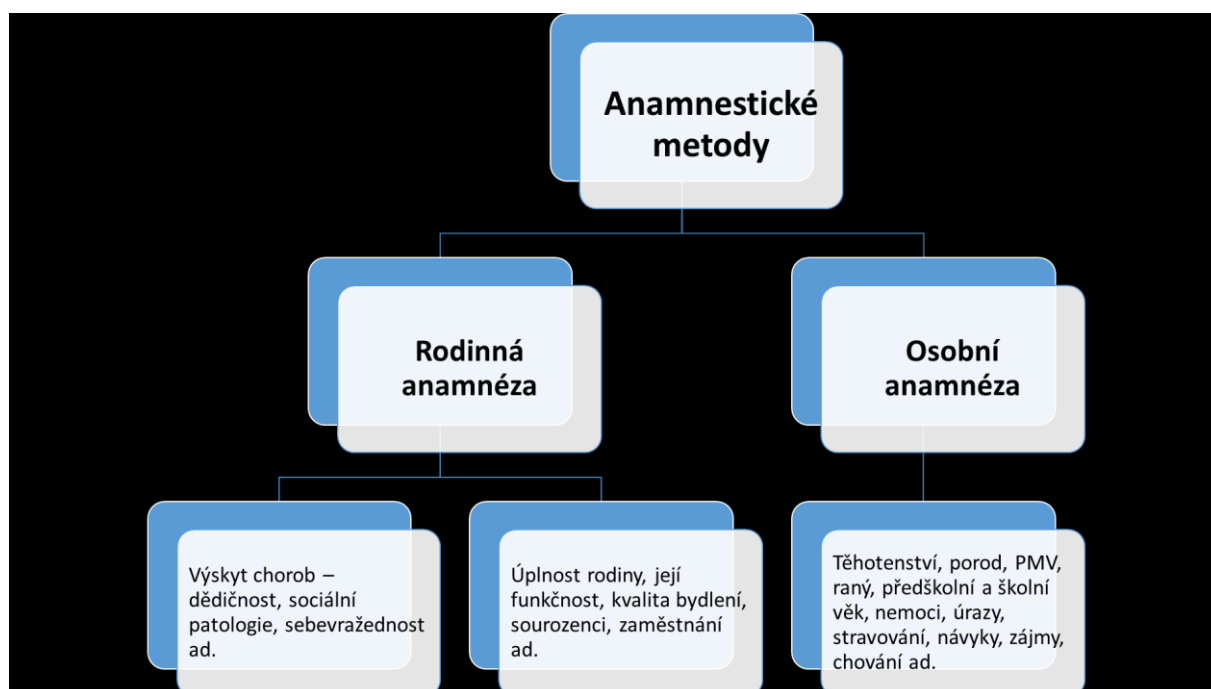 Anamnestické
metody
Rodinná
anamnéza
Osobní
anamnéza
Výskyt chorob –
dědičnost, sociální
patologie, sebevražednost
ad.
Úplnost rodiny, její
funkčnost, kvalita bydlení,
sourozenci, zaměstnání
ad.
Těhotenství, porod, PMV,
raný, předškolní a školní
věk, nemoci, úrazy,
stravování, návyky, zájmy,
chování ad.